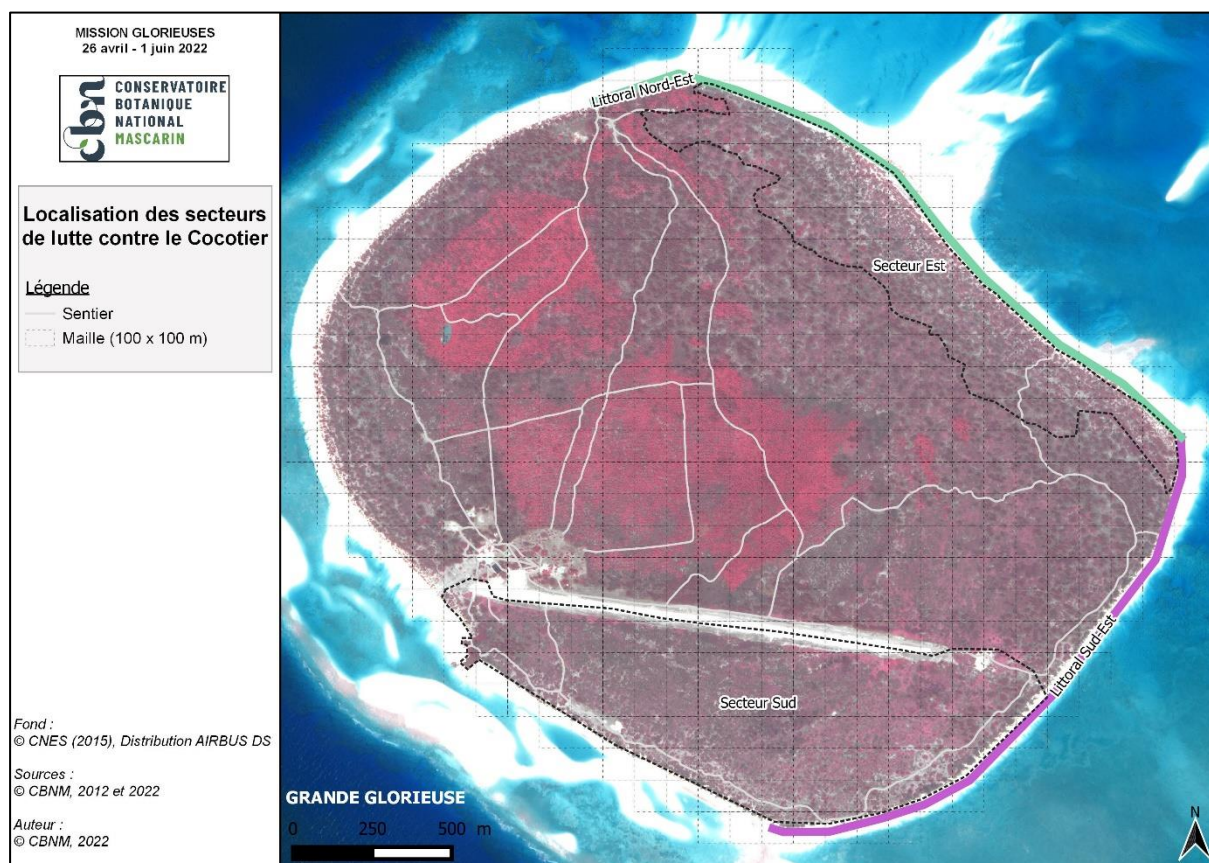 MISSION GLORIEUSES
26 avril - 1 juin 2022
cbn
CONSERVATOIRE
BOTANIQUE
NATIONAL
MASCARIN
Localisation des secteurs
de lutte contre le Cocotier
Légende
Sentier
Maille (100 x 100 m)
Fond :
© CNES (2015), Distribution AIRBUS DS
Sources :
© CBNM, 2012 et 2022
Auteur :
© CBNM, 2022
Littoral Nord-Est
Secteur Est
Littoral Sud-Est
Secteur Sud
GRANDE GLORIEUSE
0 250 500 m
N